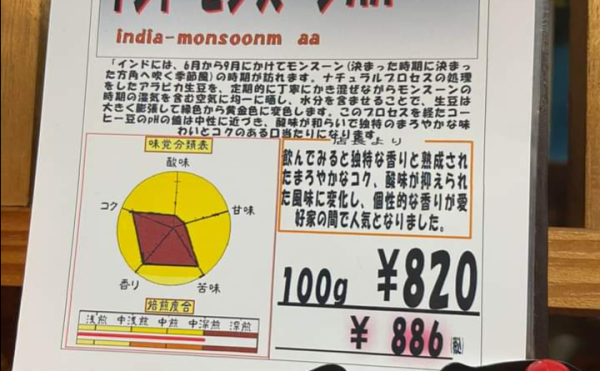 インド モンスーンAA
india-monsoonm aa
「インドには、6月から9月にかけてモンスーン(決まった時期に決まっ
た方角へ吹く季節風)の時期が訪れます。ナチュラルプロセスの処理
をしたアラビカ生豆を、定期的に丁寧にかき混ぜながらモンスーンの
時期の湿気を含む空気に均一に晒し、水分を含ませることで、生豆は
大きく膨張して緑色から黄金色に変色します。このプロセスを経たコー
ヒー豆のpHの値は中性に近づき、酸味が和らいで独特のまろやかな味
わいとコクのある口当たりになります。
味覚分類表
酸味
コク
甘味
香り
苦味
焙煎度合
浅煎 中浅煎 中煎 中深煎 深煎
店長より
飲んでみると独特な香りと熟成され
たまろやかなコク、酸味が抑えられ
た風味に変化し、個性的な香りが愛
好家の間で人気となりました。
100g ¥820
¥ 886 (税込)